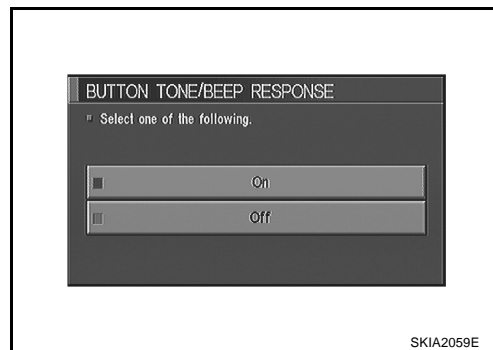 BUTTON TONE/BEEP RESPONSE
Select one of the following.
On
Off
SKIA2059E